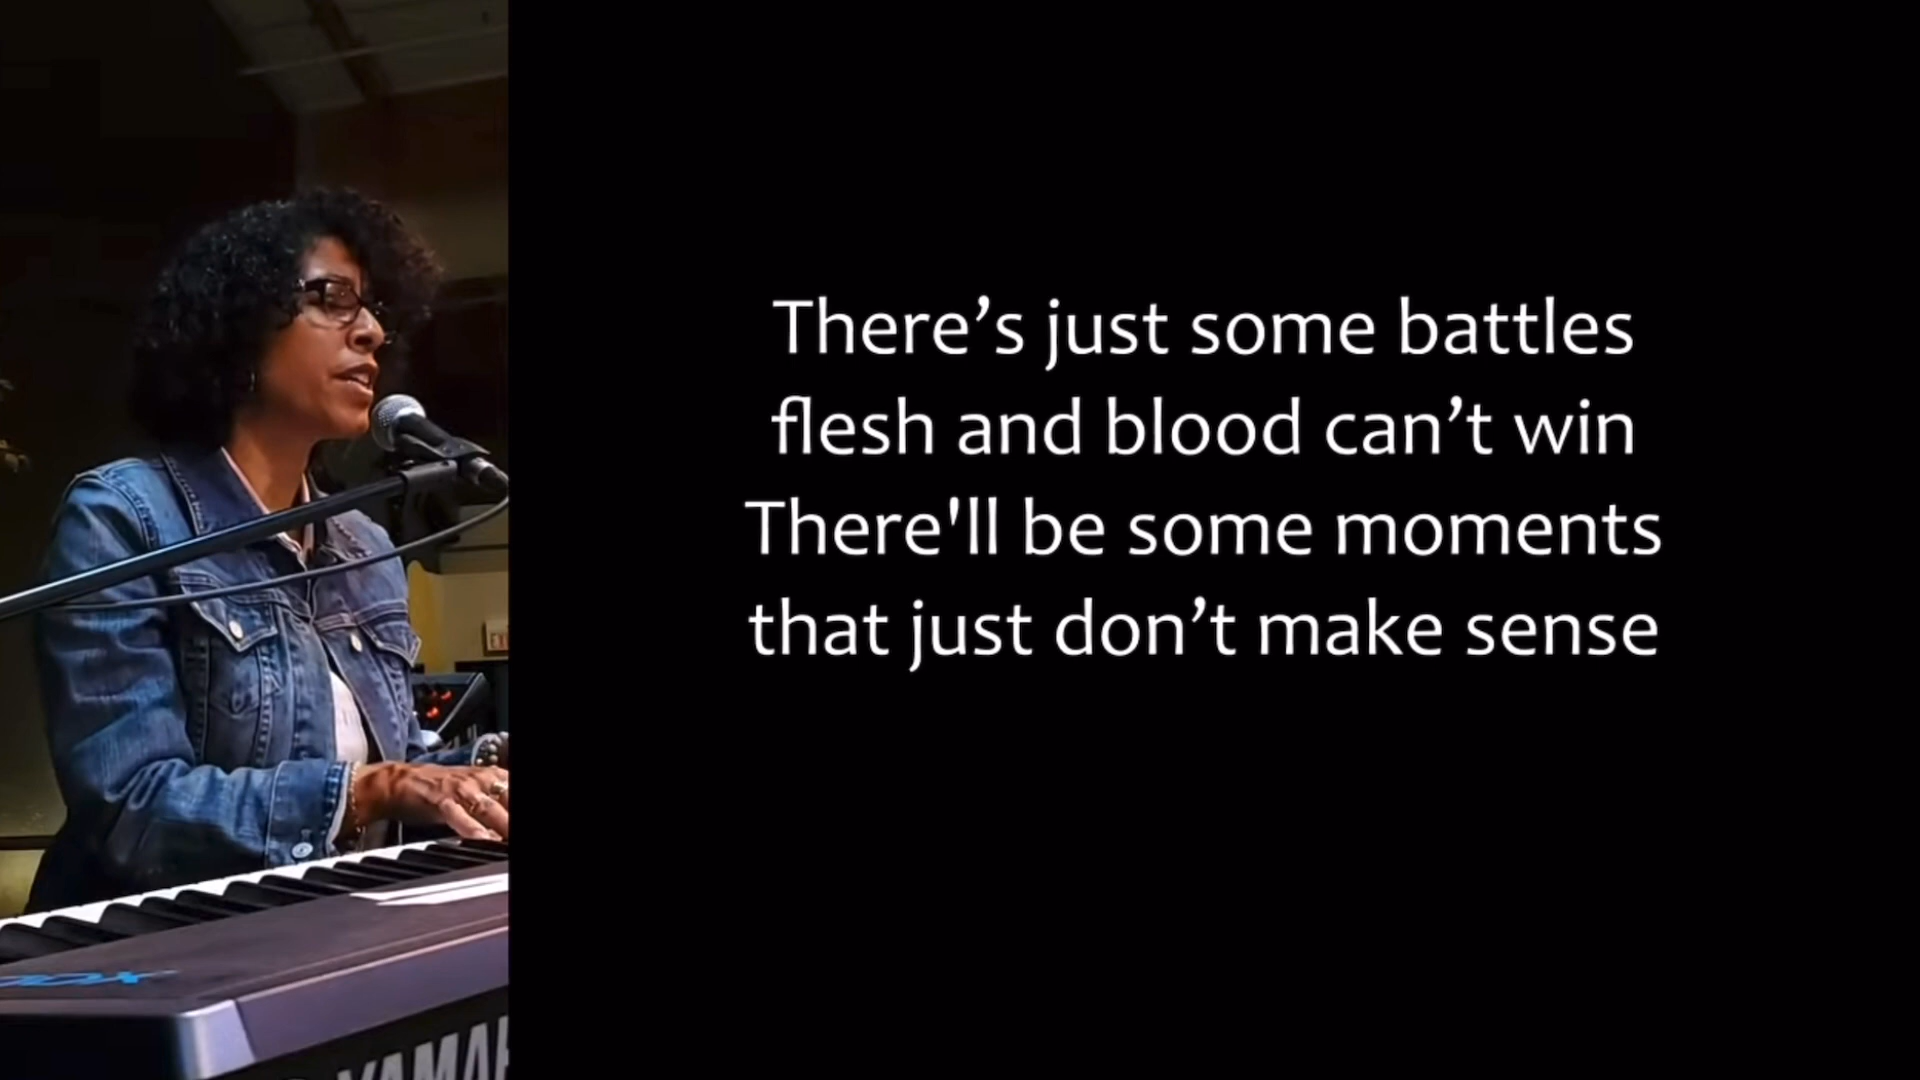 There’s just some battles
flesh and blood can’t win
There'll be some moments
that just don’t make sense
YAMAH